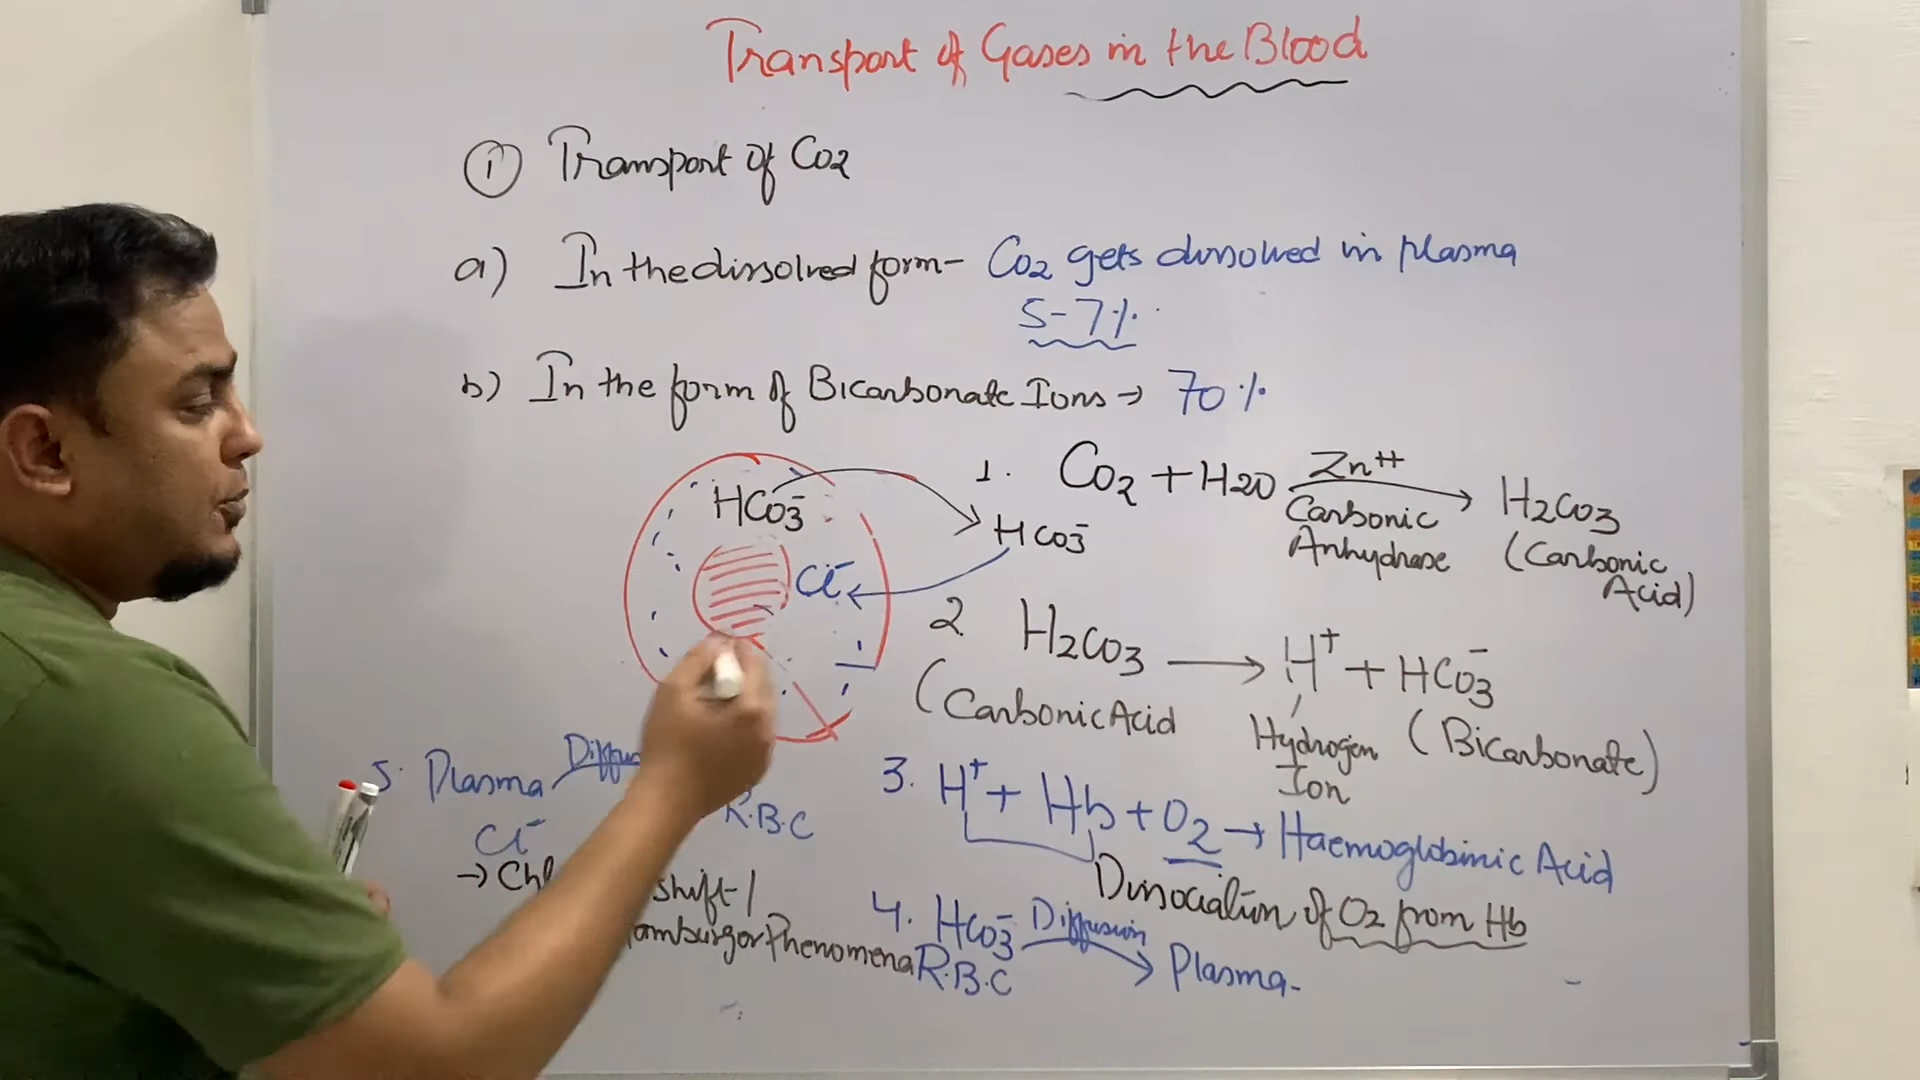 Transport of Gases in the Blood
① Transport of Co2
a) In the dissolved form - Co2 gets dissolved in plasma
5-7%
b) In the form of Bicarbonate Ions → 70%
HCo3-
Cl-
HCo3-
1. Co2 + H2O Zn++ → H2Co3
Carbonic Anhydrase
(Carbonic Acid)
2. H2Co3 → H+ + HCo3-
(Carbonic Acid
Hydrogen Ion
(Bicarbonate)
3. H+ + Hb + O2 → Haemoglobinic Acid
Dissociation of O2 from Hb
4. HCo3- Diffusion → Plasma
R.B.C
5. Plasma
R.B.C
Cl-
shift /
Phenomena